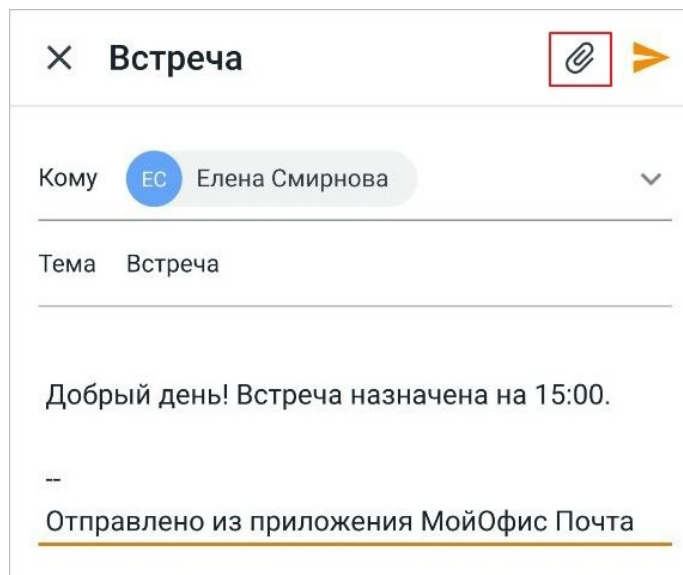 Встреча
Кому ЕС Елена Смирнова
Тема Встреча
Добрый день! Встреча назначена на 15:00.
--
Отправлено из приложения МойОфис Почта